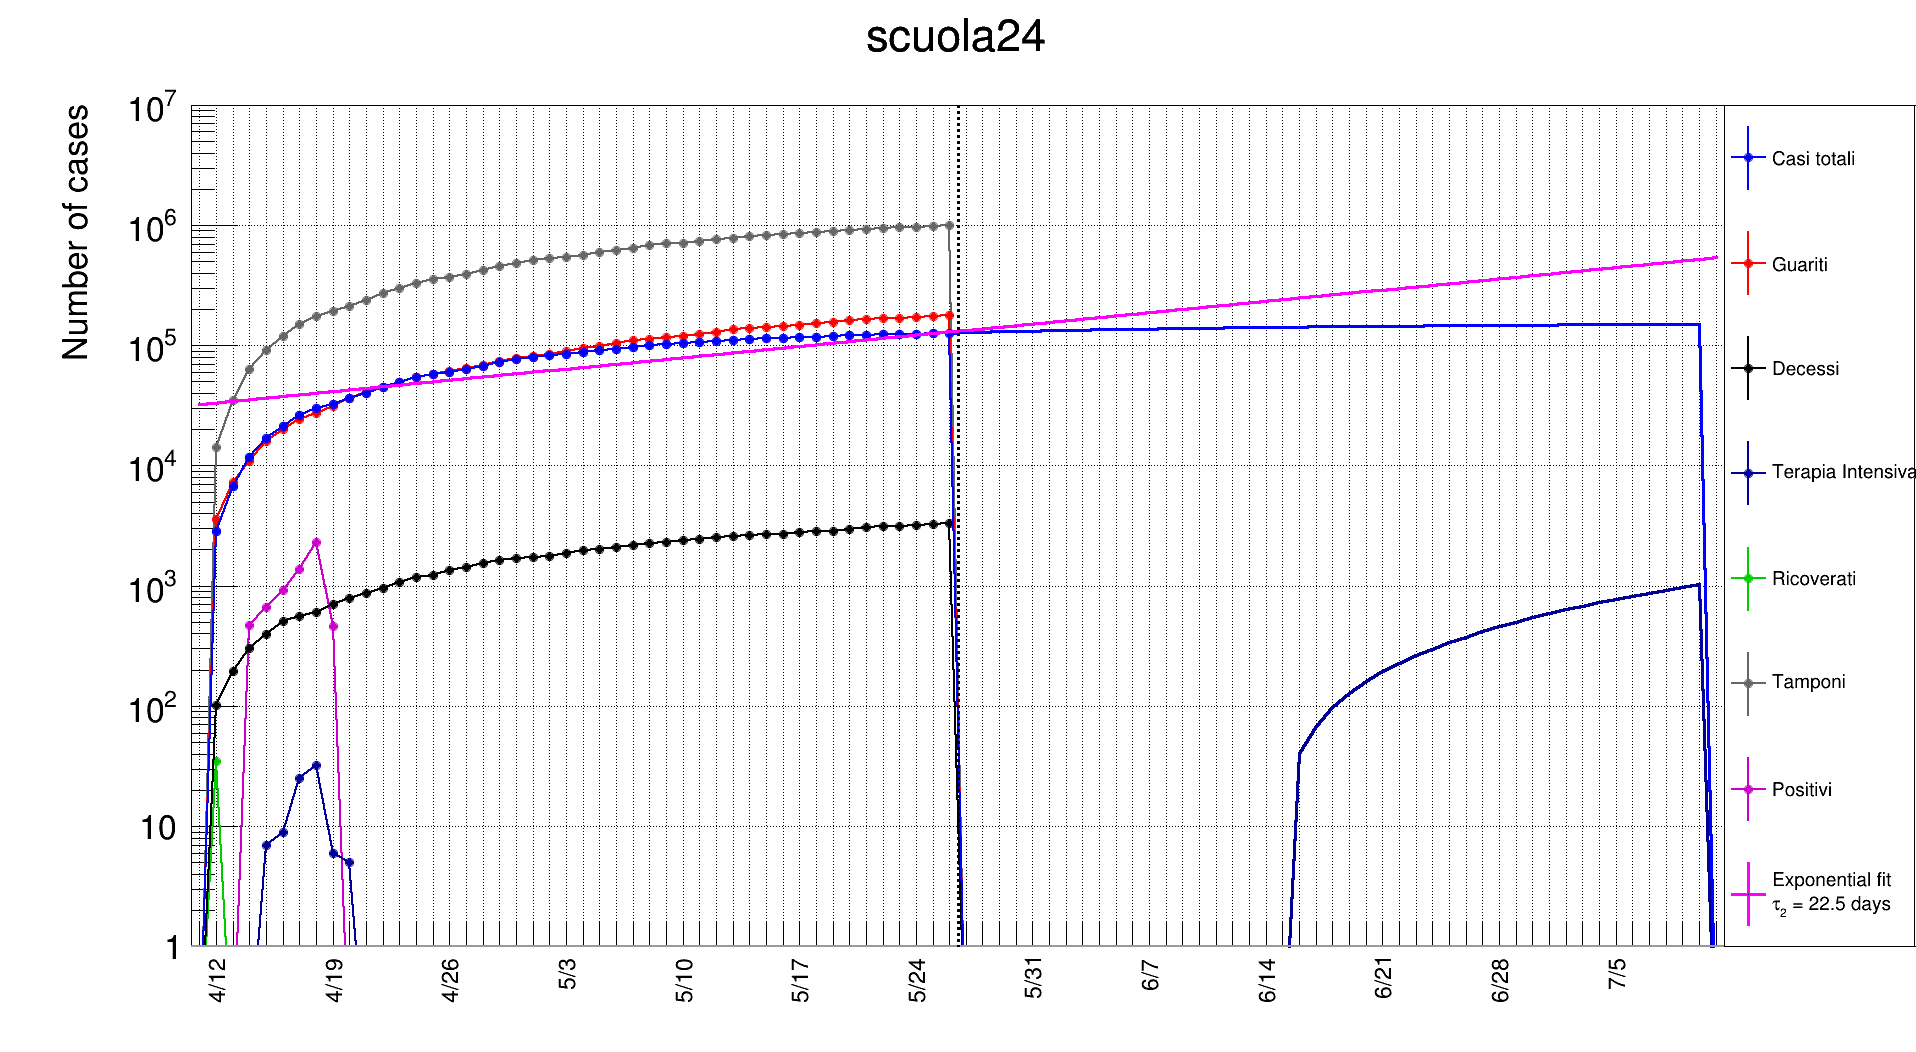 scuola24
Number of cases
10^7
10^6
10^5
10^4
10^3
10^2
10
1
4/12
4/19
4/26
5/3
5/10
5/17
5/24
5/31
6/7
6/14
6/21
6/28
7/5
Casi totali
Guariti
Decessi
Terapia Intensiva
Ricoverati
Tamponi
Positivi
Exponential fit
τ₂ = 22.5 days